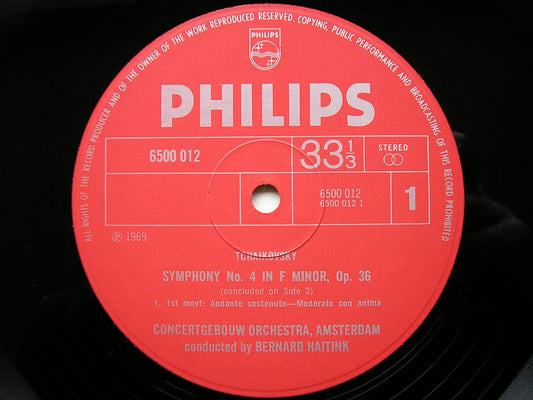 ALL RIGHTS OF THE RECORD PRODUCER AND OF THE OWNER OF THE WORK REPRODUCED RESERVED. COPYING, PUBLIC PERFORMANCE AND BROADCASTING OF THIS RECORD PROHIBITED
PHILIPS
PHILIPS
6500 012
33 1/3
STEREO
6500 012
6500 012 1
1
Ⓟ 1969
TCHAIKOVSKY
SYMPHONY No. 4 IN F MINOR, Op. 36
(concluded on Side 2)
1. 1st movt: Andante sostenuto—Moderato con anima
CONCERTGEBOUW ORCHESTRA, AMSTERDAM
conducted by BERNARD HAITINK